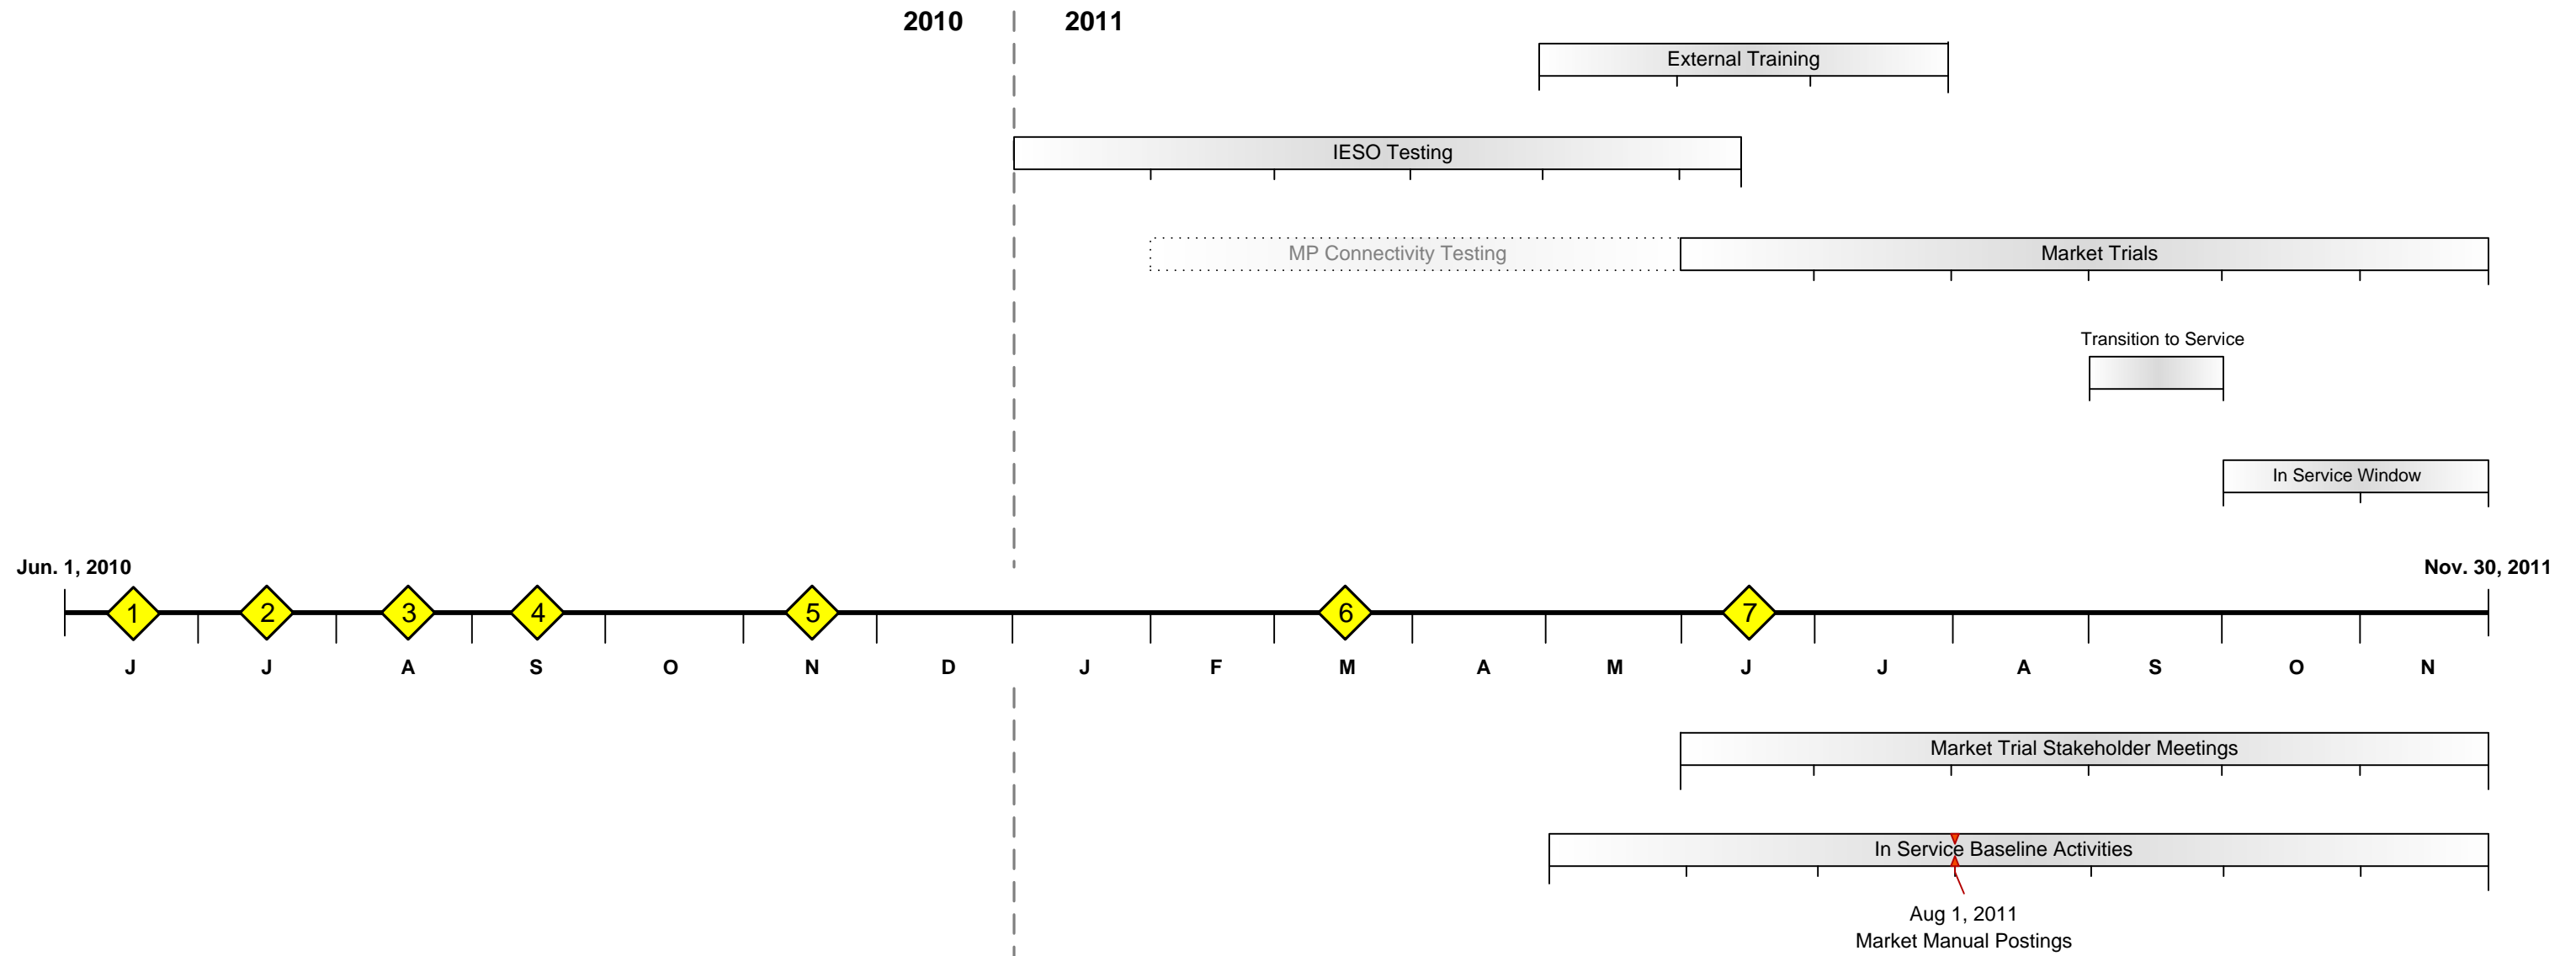 2010 2011
External Training
IESO Testing
MP Connectivity Testing Market Trials
Transition to Service
In Service Window
Jun. 1, 2010 Nov. 30, 2011
1 2 3 4 5 6 7
J J A S O N D J F M A M J J A S O N
Market Trial Stakeholder Meetings
In Service Baseline Activities
Aug 1, 2011
Market Manual Postings